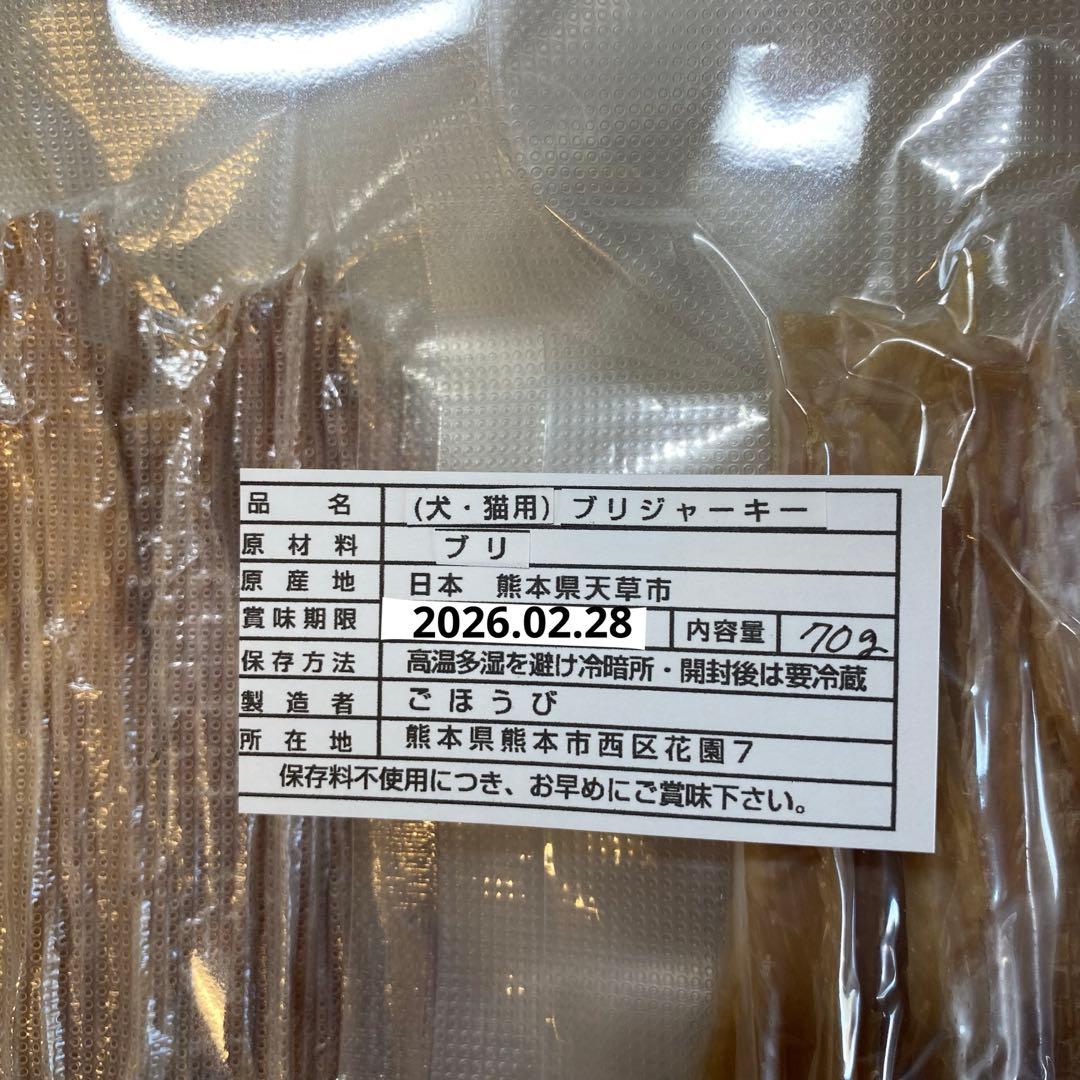 品名 (犬・猫用) ブリジャーキー
原材料 ブリ
原産地 日本 熊本県天草市
賞味期限 2026.02.28 内容量 70g
保存方法 高温多湿を避け冷暗所・開封後は要冷蔵
製造者 ごほうび
所在地 熊本県熊本市西区花園7
保存料不使用につき、お早めにご賞味下さい。